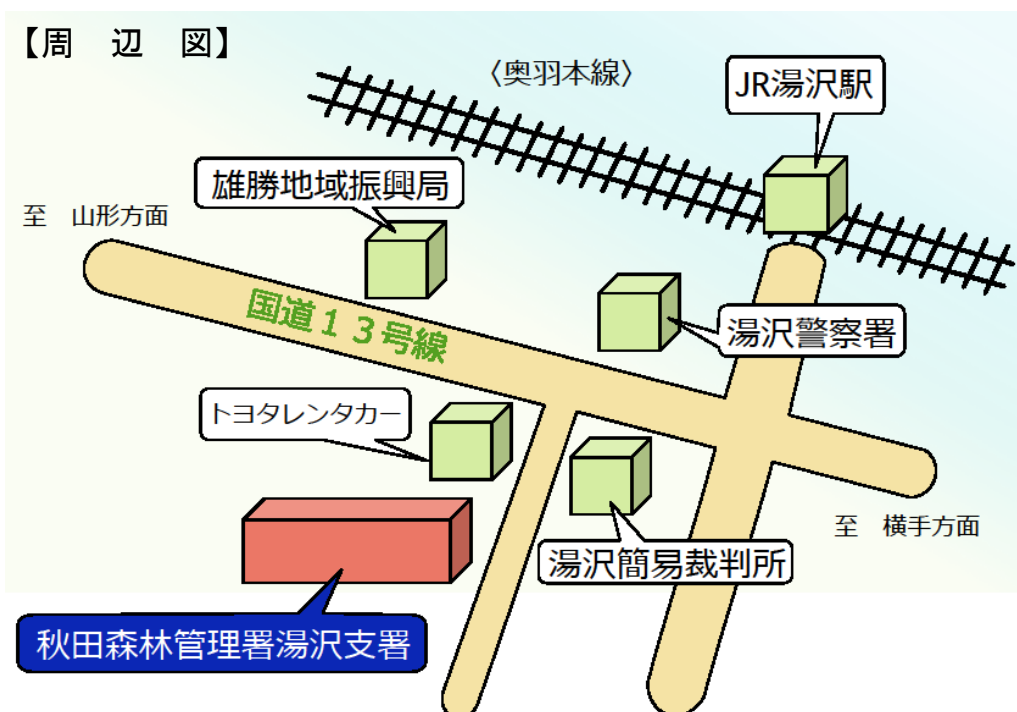 【周　辺　図】
〈奥羽本線〉
JR湯沢駅
雄勝地域振興局
至　山形方面
国道１３号線
湯沢警察署
トヨタレンタカー
至　横手方面
湯沢簡易裁判所
秋田森林管理署湯沢支署